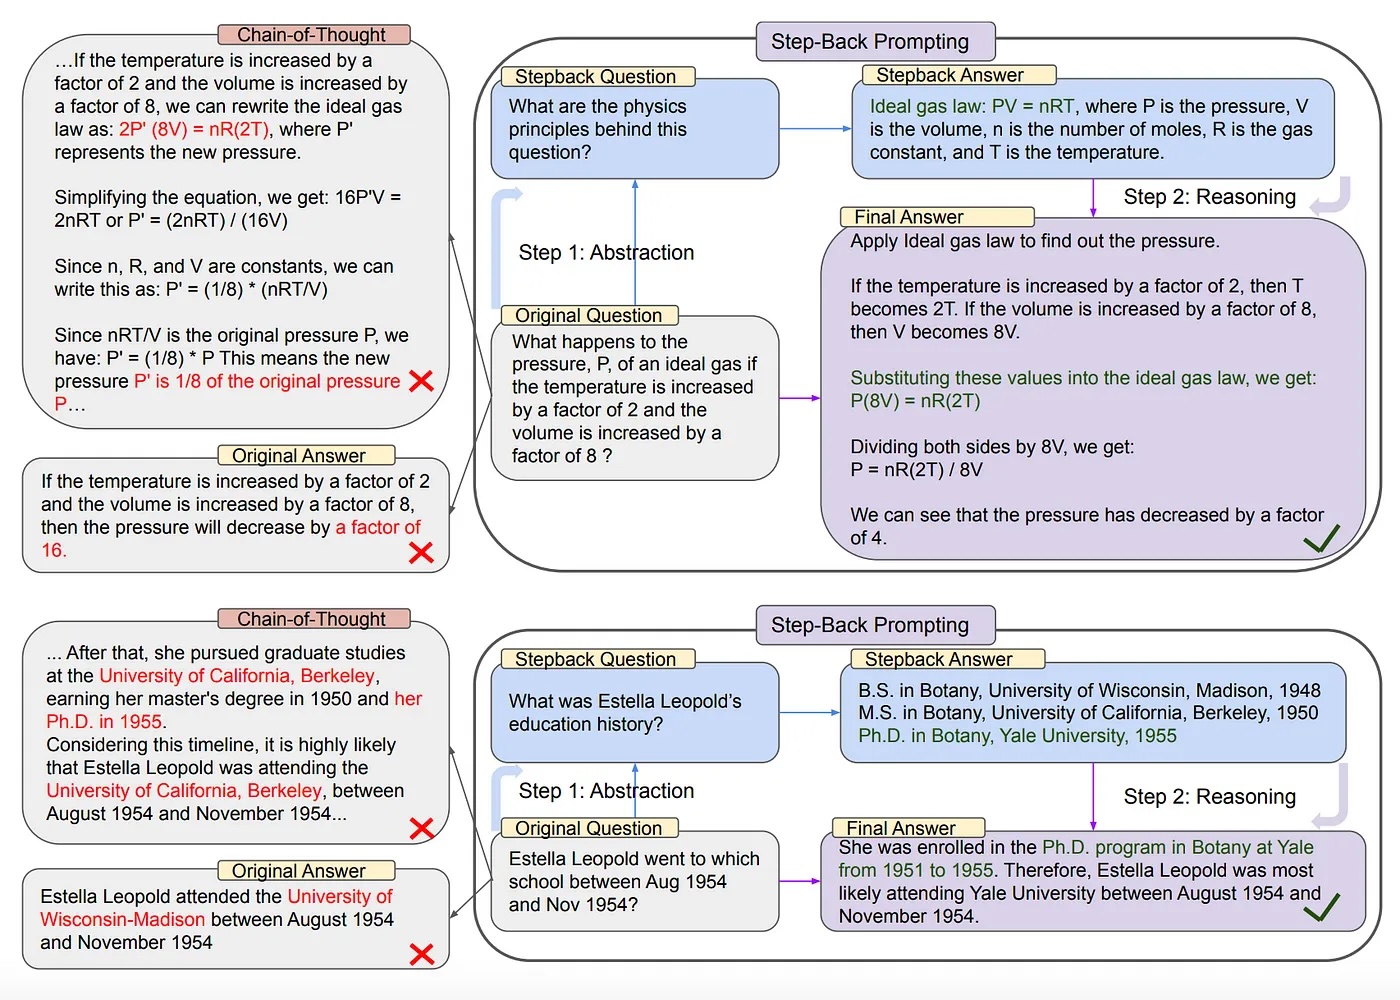 Chain-of-Thought
…If the temperature is increased by a
factor of 2 and the volume is increased by
a factor of 8, we can rewrite the ideal gas
law as: 2P' (8V) = nR(2T), where P'
represents the new pressure.
Simplifying the equation, we get: 16P'V =
2nRT or P' = (2nRT) / (16V)
Since n, R, and V are constants, we can
write this as: P' = (1/8) * (nRT/V)
Since nRT/V is the original pressure P, we
have: P' = (1/8) * P This means the new
pressure P' is 1/8 of the original pressure
P…
Original Answer
If the temperature is increased by a factor of 2
and the volume is increased by a factor of 8,
then the pressure will decrease by a factor of
16.
Step-Back Prompting
Stepback Question
What are the physics
principles behind this
question?
Stepback Answer
Ideal gas law: PV = nRT, where P is the pressure, V
is the volume, n is the number of moles, R is the gas
constant, and T is the temperature.
Step 1: Abstraction
Step 2: Reasoning
Original Question
What happens to the
pressure, P, of an ideal gas if
the temperature is increased
by a factor of 2 and the
volume is increased by a
factor of 8 ?
Final Answer
Apply Ideal gas law to find out the pressure.
If the temperature is increased by a factor of 2, then T
becomes 2T. If the volume is increased by a factor of 8,
then V becomes 8V.
Substituting these values into the ideal gas law, we get:
P(8V) = nR(2T)
Dividing both sides by 8V, we get:
P = nR(2T) / 8V
We can see that the pressure has decreased by a factor
of 4.
Chain-of-Thought
... After that, she pursued graduate studies
at the University of California, Berkeley,
earning her master's degree in 1950 and her
Ph.D. in 1955.
Considering this timeline, it is highly likely
that Estella Leopold was attending the
University of California, Berkeley, between
August 1954 and November 1954...
Original Answer
Estella Leopold attended the University of
Wisconsin-Madison between August 1954
and November 1954
Step-Back Prompting
Stepback Question
What was Estella Leopold's
education history?
Stepback Answer
B.S. in Botany, University of Wisconsin, Madison, 1948
M.S. in Botany, University of California, Berkeley, 1950
Ph.D. in Botany, Yale University, 1955
Step 1: Abstraction
Step 2: Reasoning
Original Question
Estella Leopold went to which
school between Aug 1954
and Nov 1954?
Final Answer
She was enrolled in the Ph.D. program in Botany at Yale
from 1951 to 1955. Therefore, Estella Leopold was most
likely attending Yale University between August 1954 and
November 1954.